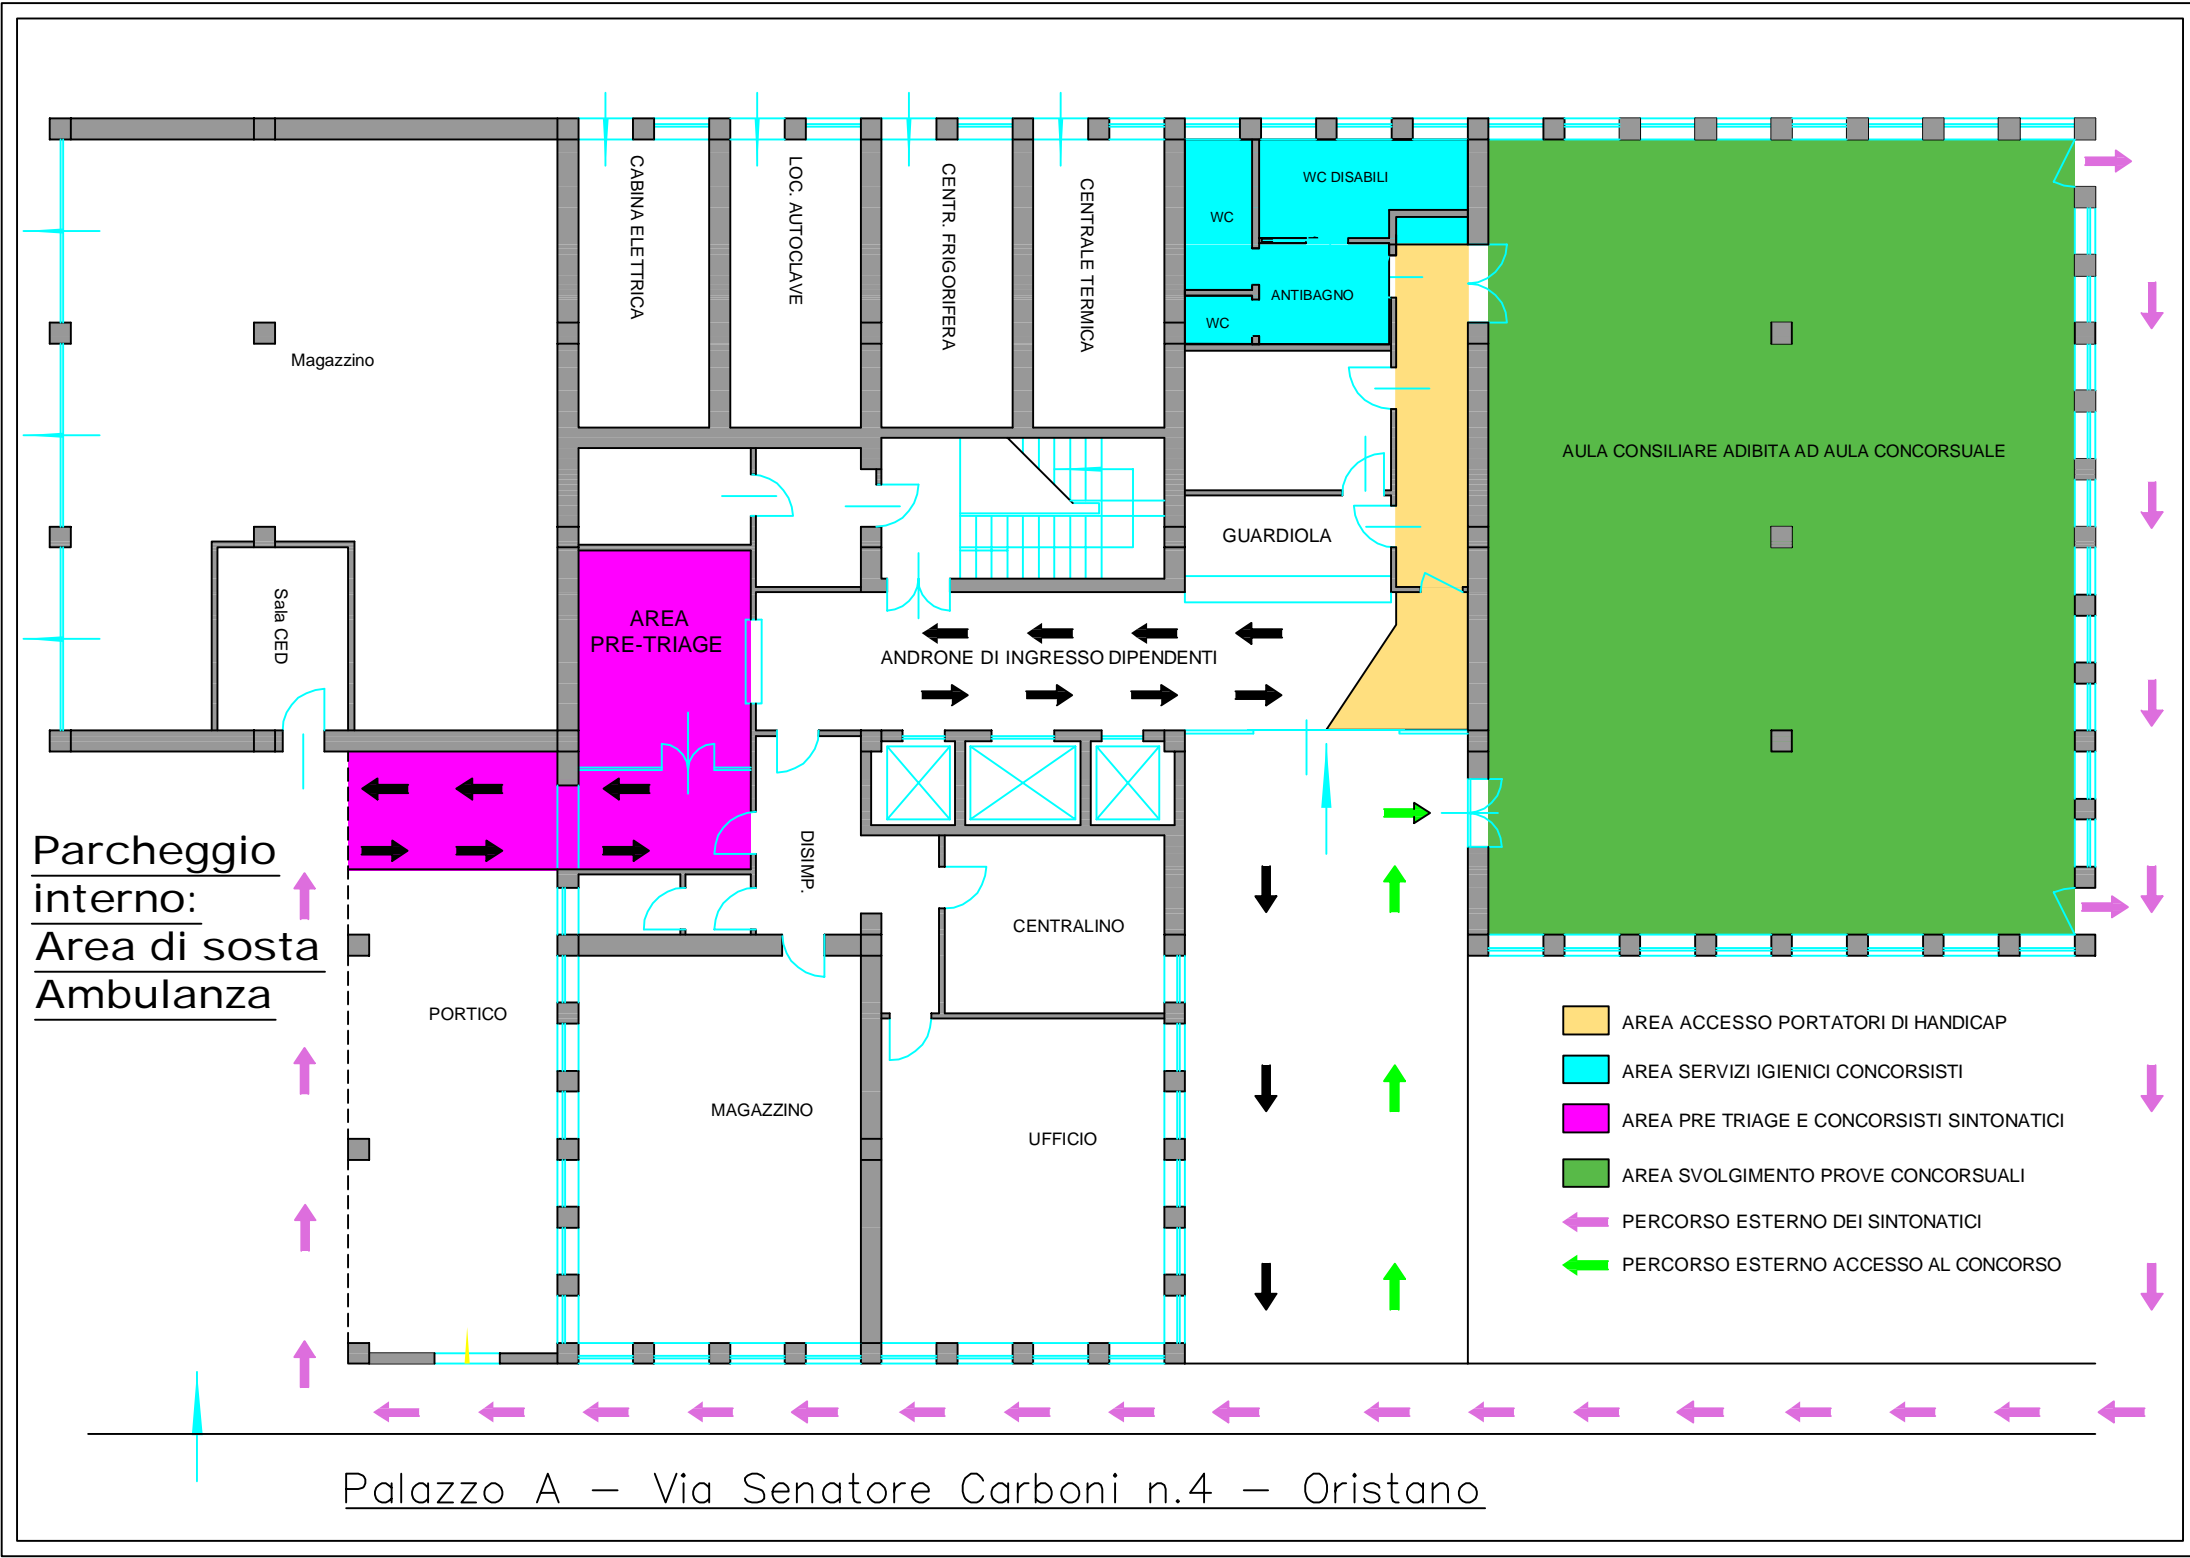 CABINA ELETTRICA
LOC. AUTOCLAVE
CENTR. FRIGORIFERA
CENTRALE TERMICA
WC DISABILI
WC
ANTIBAGNO
WC
Magazzino
AULA CONSILIARE ADIBITA AD AULA CONCORSUALE
GUARDIOLA
Sala CED
AREA
PRE-TRIAGE
ANDRONE DI INGRESSO DIPENDENTI
Parcheggio
interno:
Area di sosta
Ambulanza
DISIMP.
CENTRALINO
PORTICO
MAGAZZINO
UFFICIO
AREA ACCESSO PORTATORI DI HANDICAP
AREA SERVIZI IGIENICI CONCORSISTI
AREA PRE TRIAGE E CONCORSISTI SINTONATICI
AREA SVOLGIMENTO PROVE CONCORSUALI
PERCORSO ESTERNO DEI SINTONATICI
PERCORSO ESTERNO ACCESSO AL CONCORSO
Palazzo A – Via Senatore Carboni n.4 – Oristano